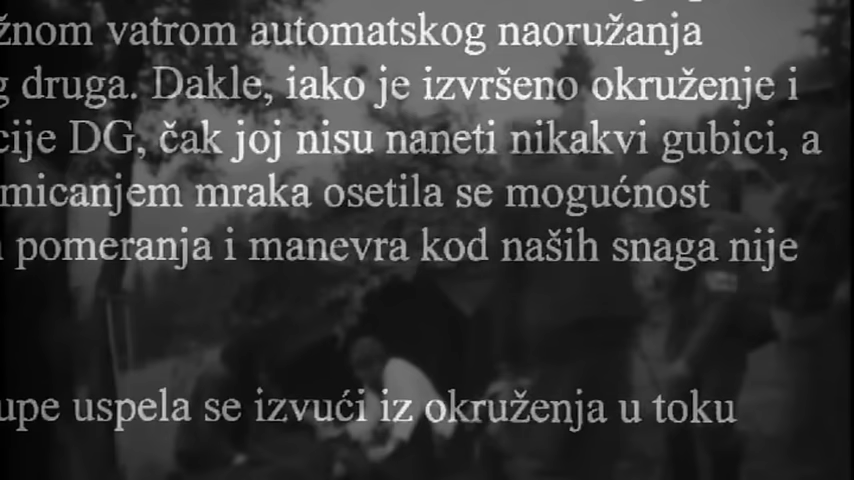 žnom vatrom automatskog naoružanja
g druga. Dakle, iako je izvršeno okruženje i
cije DG, čak joj nisu naneti nikakvi gubici, a
micanjem mraka osetila se mogućnost
pomeranja i manevra kod naših snaga nije
upe uspela se izvući iz okruženja u toku